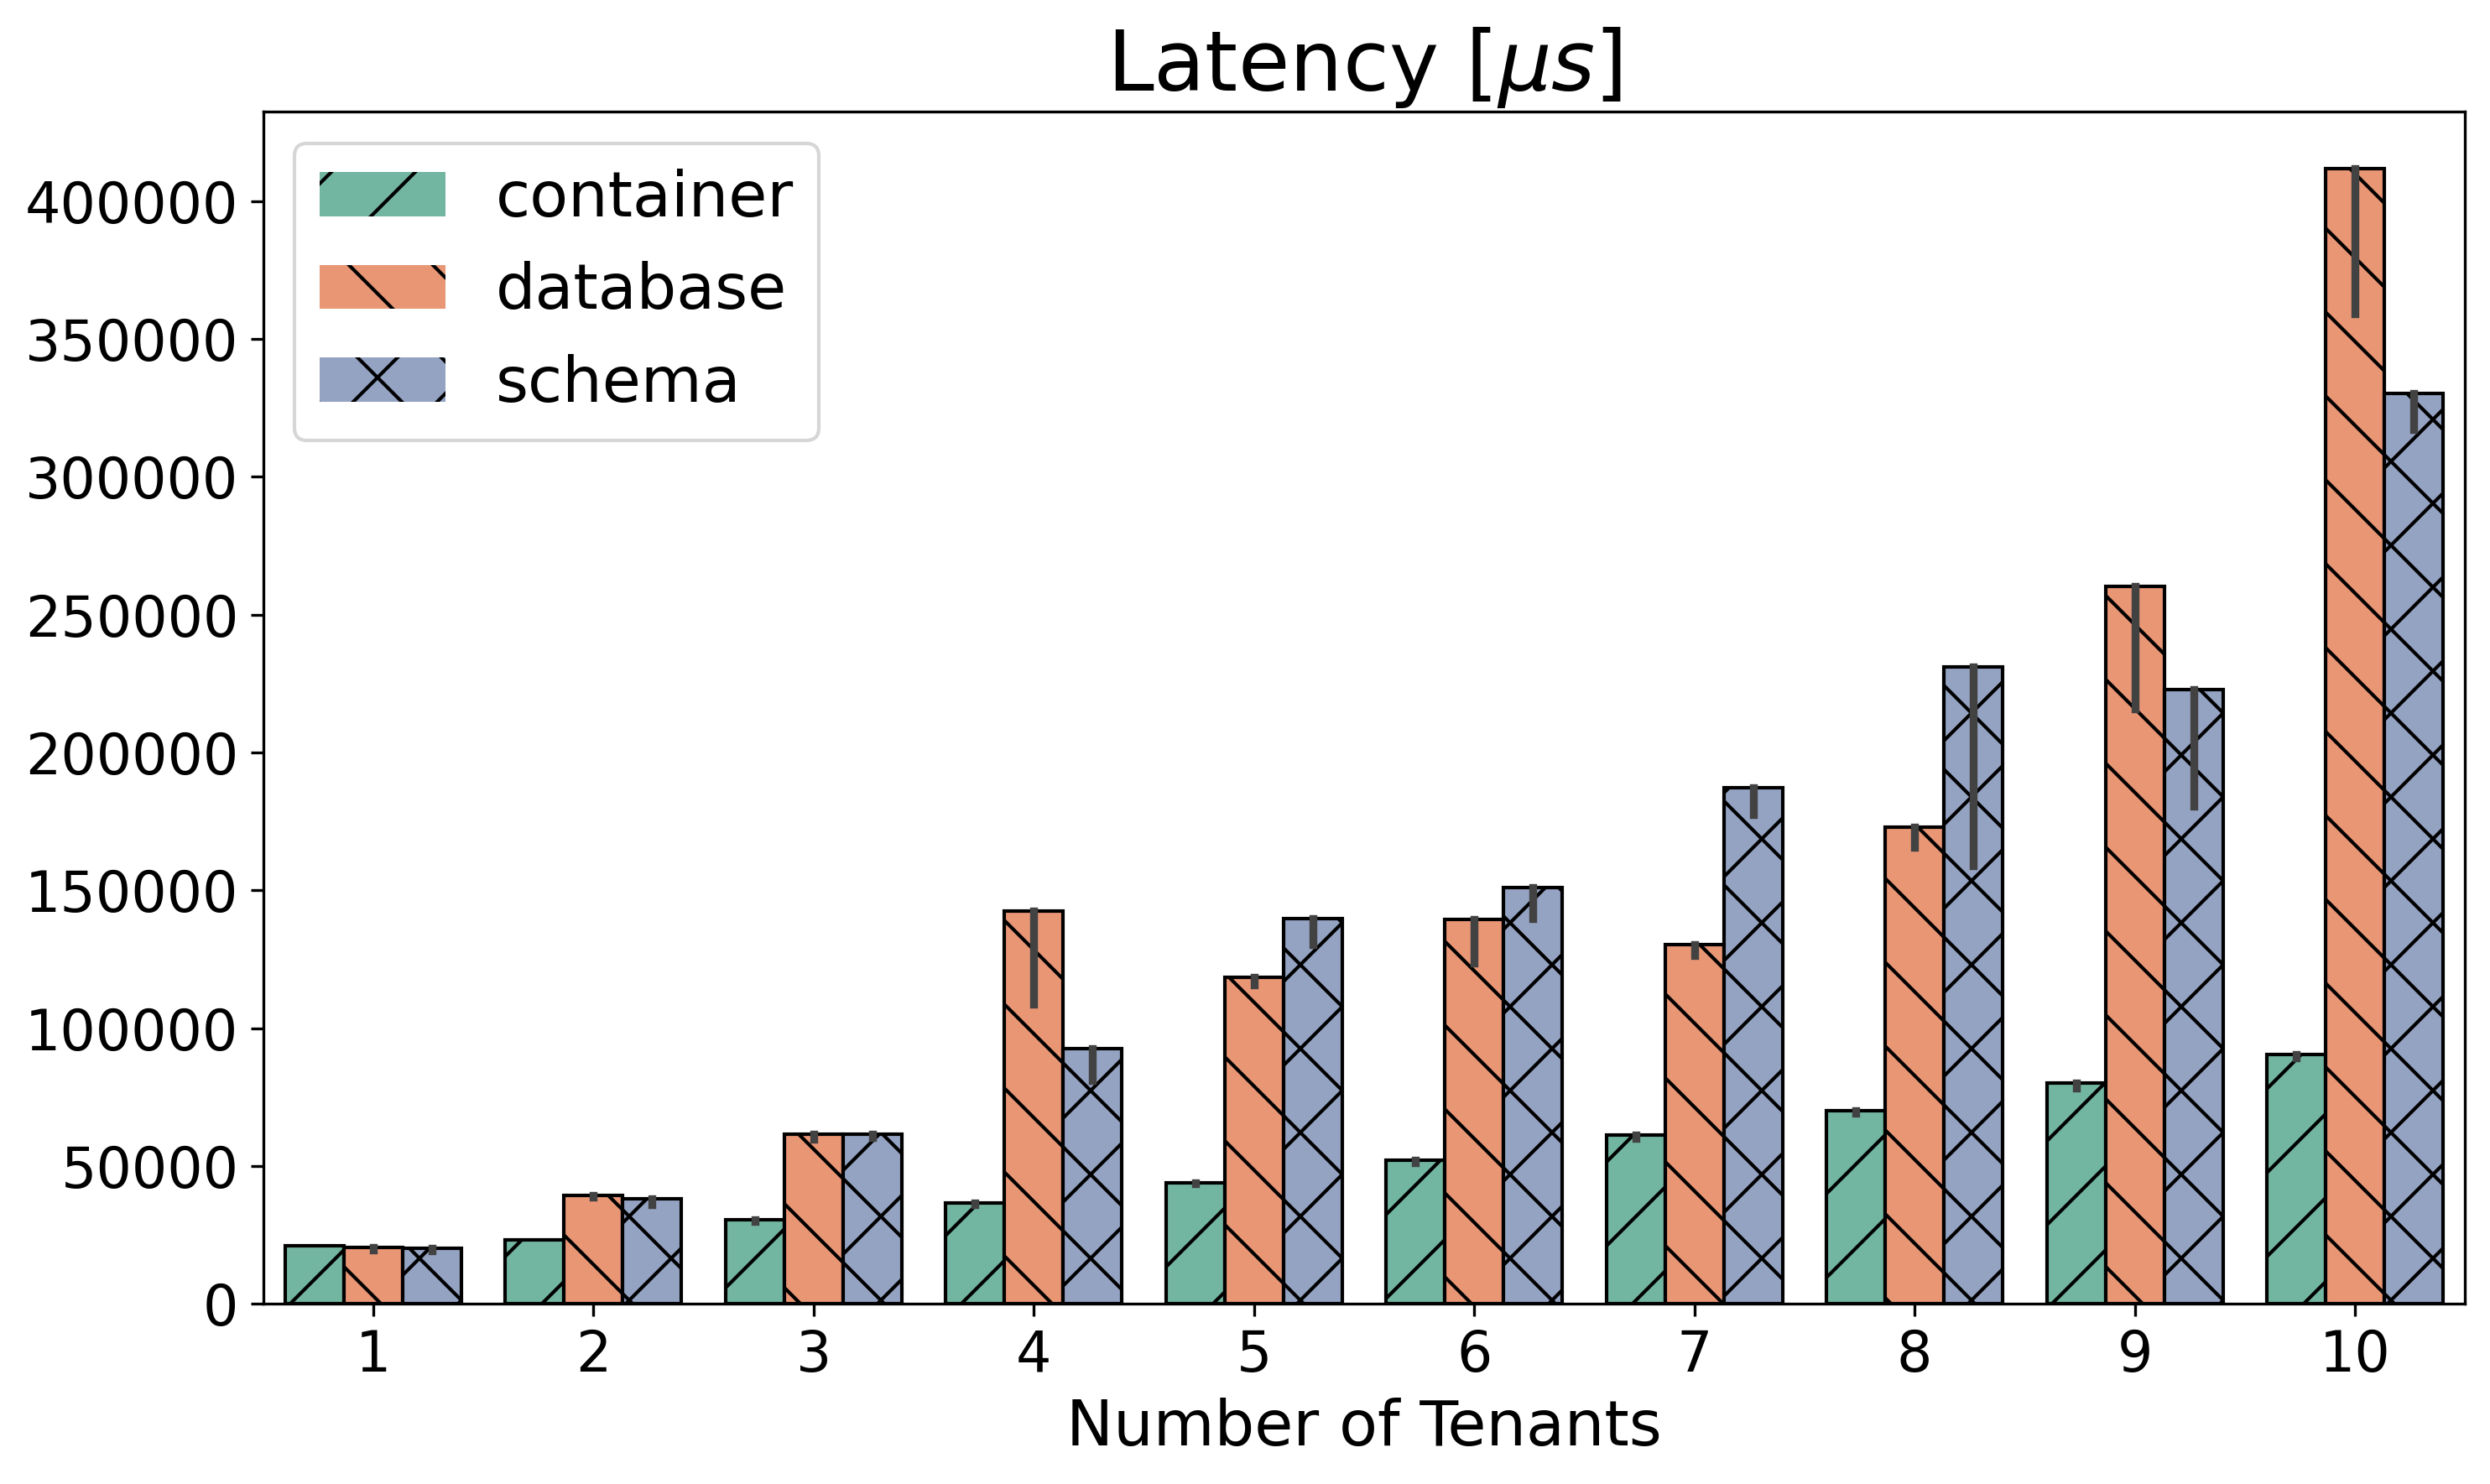 Latency [μs]
container
database
schema
400000
350000
300000
250000
200000
150000
100000
50000
0
1 2 3 4 5 6 7 8 9 10
Number of Tenants